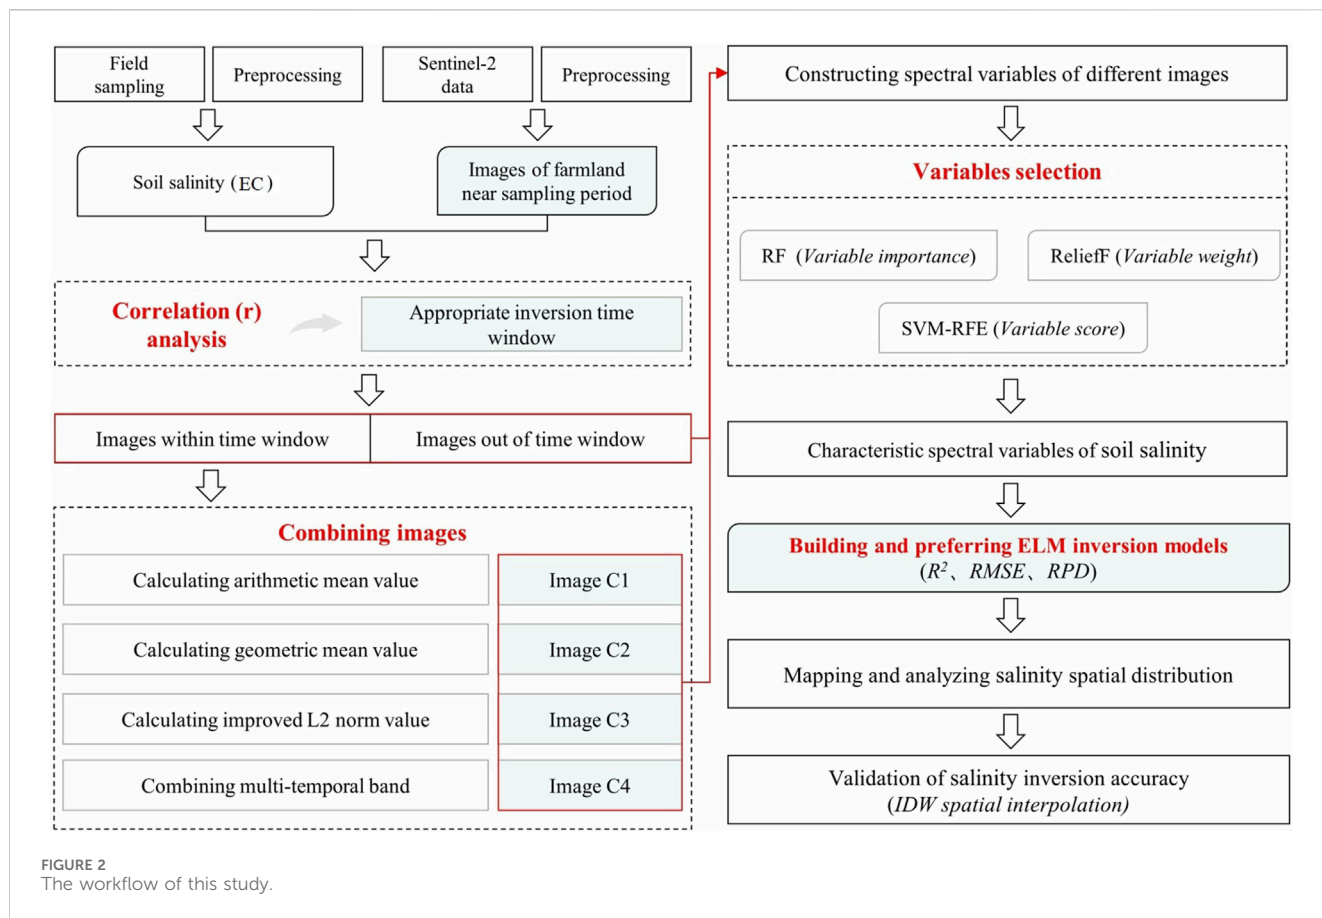 Field
sampling
Preprocessing
Sentinel-2
data
Preprocessing
Soil salinity (EC)
Images of farmland
near sampling period
Correlation (r)
analysis
Appropriate inversion time
window
Images within time window
Images out of time window
Combining images
Calculating arithmetic mean value
Image C1
Calculating geometric mean value
Image C2
Calculating improved L2 norm value
Image C3
Combining multi-temporal band
Image C4
Constructing spectral variables of different images
Variables selection
RF (Variable importance)
ReliefF (Variable weight)
SVM-RFE (Variable score)
Characteristic spectral variables of soil salinity
Building and preferring ELM inversion models
(R²、RMSE、RPD)
Mapping and analyzing salinity spatial distribution
Validation of salinity inversion accuracy
(IDW spatial interpolation)
FIGURE 2
The workflow of this study.